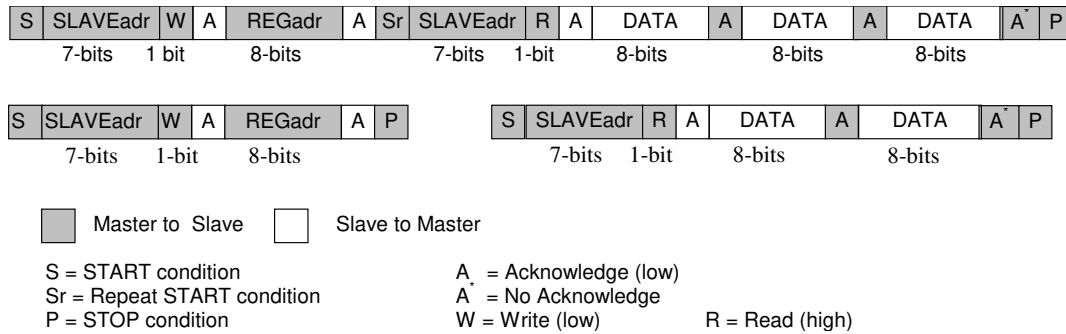 S SLAVEadr W A REGadr A Sr SLAVEadr R A DATA A DATA A DATA A* P
7-bits 1 bit 8-bits 7-bits 1-bit 8-bits 8-bits 8-bits
S SLAVEadr W A REGadr A P
7-bits 1-bit 8-bits
S SLAVEadr R A DATA A DATA A* P
7-bits 1-bit 8-bits 8-bits
Master to Slave Slave to Master
S = START condition
Sr = Repeat START condition
P = STOP condition
A = Acknowledge (low)
A* = No Acknowledge
W = Write (low) R = Read (high)